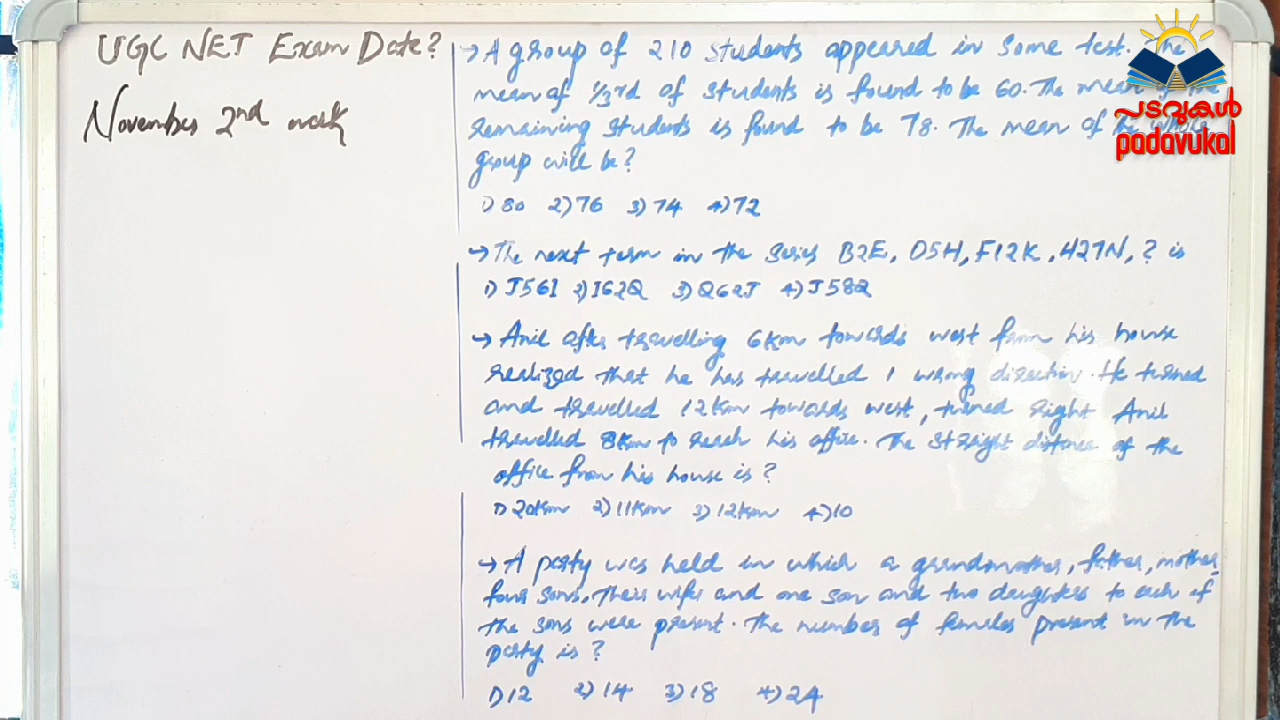 UGC NET Exam Date?
November 2nd week
→ A group of 210 students appeared in some test. The
mean of 1/3rd of students is found to be 60. The mean of the
remaining students is found to be 78. The mean of the whole
group will be?
1) 80 2) 76 3) 74 4) 72
→ The next term in the series B2E, D5H, F12K, H27N, ? is
1) J56I 2) I62Q 3) Q62J 4) J58Q
→ Anil after travelling 6Km towards west from his house
realized that he has travelled 1 wrong direction. He turned
and travelled 12Km towards west, turned right Anil
travelled 8Km to reach his office. The straight distance of the
office from his house is?
1) 20Km 2) 11Km 3) 12Km 4) 10
→ A party was held in which a grandmother, father, mother
four sons, Their wifes and one son and two daughters to each of
the sons were present. The number of females present in the
party is?
1) 12 2) 14 3) 18 4) 24
പടവുകൾ
padavukal